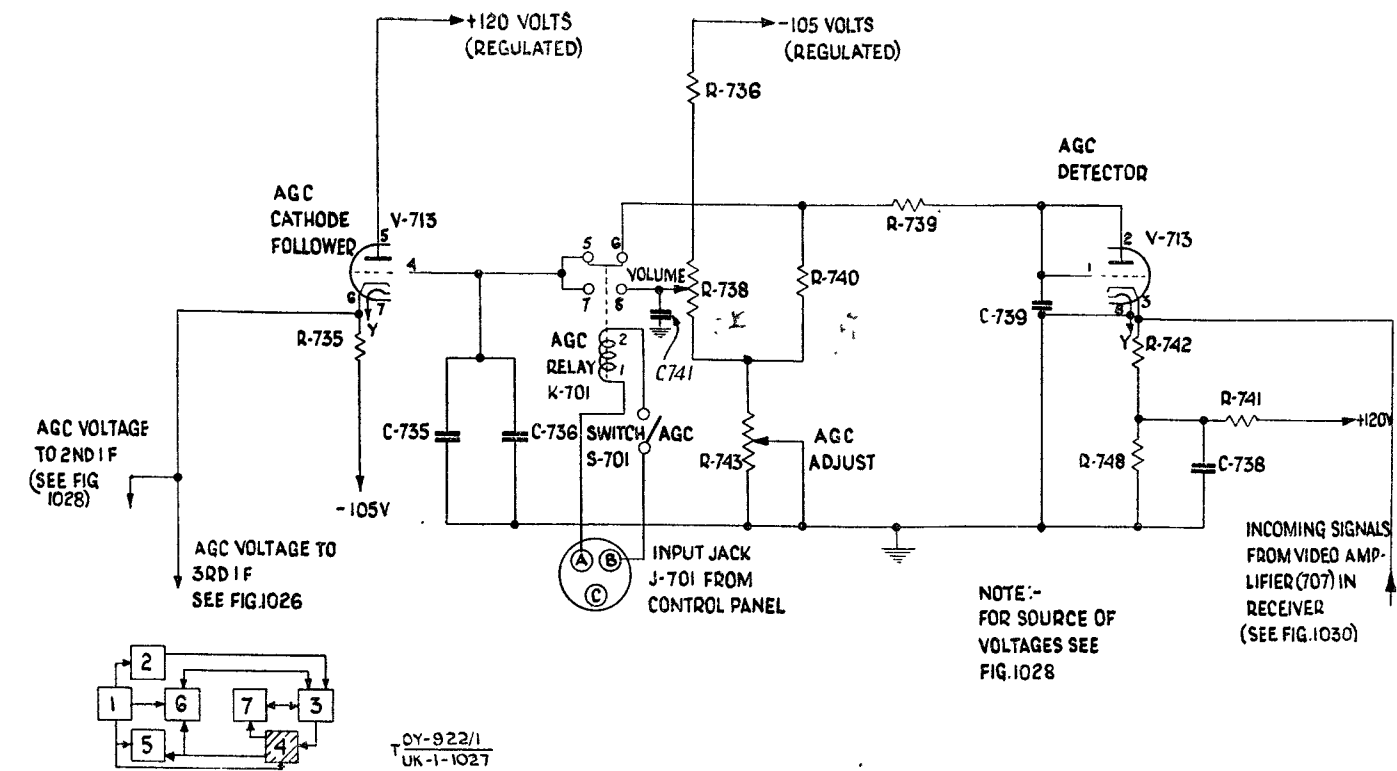 +120 VOLTS
(REGULATED)
-105 VOLTS
(REGULATED)
R-736
AGC
DETECTOR
AGC
CATHODE
FOLLOWER
V-713
5
4
6
7
Y
R-735
-105V
5
6
7
8
VOLUME
R-738
C741
R-740
R-739
2
V-713
1
3
8
Y
C-739
R-742
AGC
RELAY
K-701
2
1
C-735
C-736
SWITCH AGC
S-701
R-743
AGC
ADJUST
R-741
+120V
R-748
C-738
AGC VOLTAGE
TO 2ND IF
(SEE FIG
1028)
AGC VOLTAGE TO
3RD IF
SEE FIG.1026
A
B
C
INPUT JACK
J-701 FROM
CONTROL PANEL
NOTE:-
FOR SOURCE OF
VOLTAGES SEE
FIG.1028
INCOMING SIGNALS
FROM VIDEO AMP-
LIFIER(707) IN
RECEIVER
(SEE FIG.1030)
2
1
6
7
3
5
4
T OY-922/1
UK-1-1027